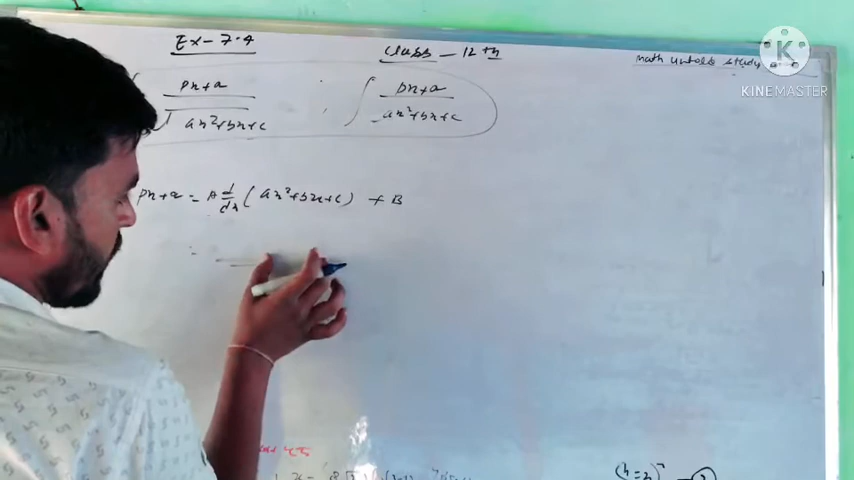 Ex - 7.4
Class - 12th
math untold study
KINEMASTER
px+q / √ax²+bx+c , ∫ px+q / ax²+bx+c
px+q = A d/dx (ax²+bx+c) + B
=